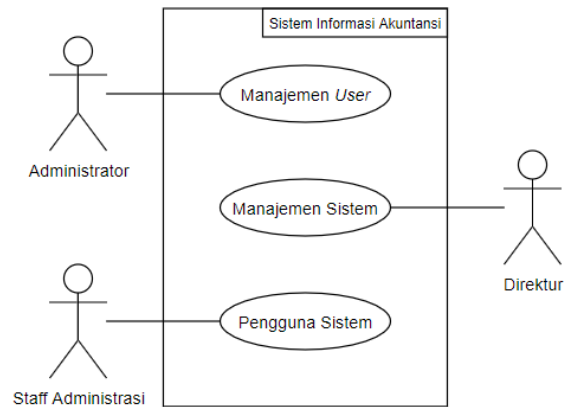 Sistem Informasi Akuntansi
Manajemen User
Administrator
Manajemen Sistem
Direktur
Pengguna Sistem
Staff Administrasi